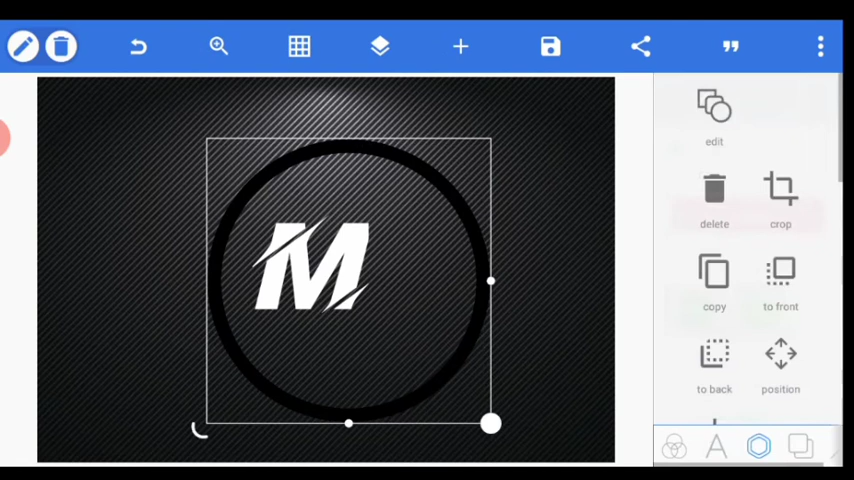 edit
delete
crop
copy
to front
to back
position
M
A